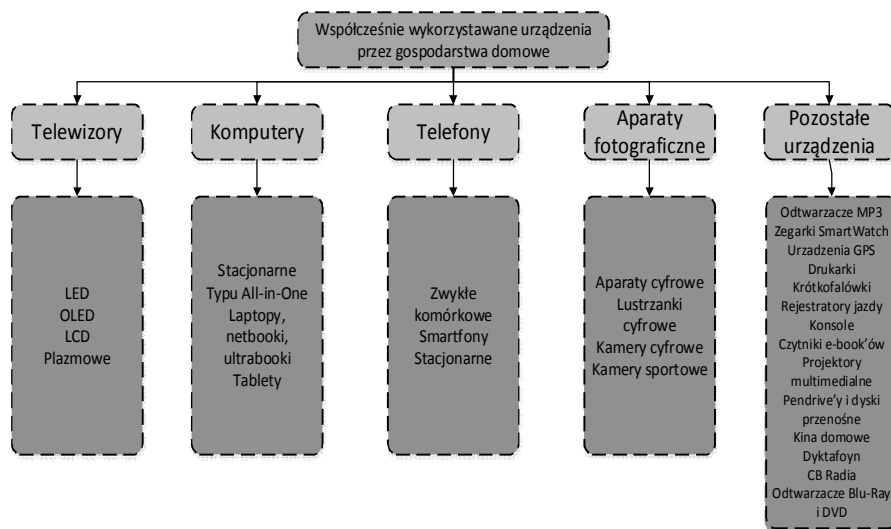 Współcześnie wykorzystawane urządzenia
przez gospodarstwa domowe
Telewizory
Komputery
Telefony
Aparaty
fotograficzne
Pozostałe
urządzenia
LED
OLED
LCD
Plazmowe
Stacjonarne
Typu All-in-One
Laptopy,
netbooki,
ultrabooki
Tablety
Zwykłe
komórkowe
Smartfony
Stacjonarne
Aparaty cyfrowe
Lustrzanki
cyfrowe
Kamery cyfrowe
Kamery sportowe
Odtwarzacze MP3
Zegarki SmartWatch
Urzadzenia GPS
Drukarki
Krótkofalówki
Rejestratory jazdy
Konsole
Czytniki e-book'ów
Projektory
multimedialne
Pendrive'y i dyski
przenośne
Kina domowe
Dyktafoyn
CB Radia
Odtwarzacze Blu-Ray
i DVD